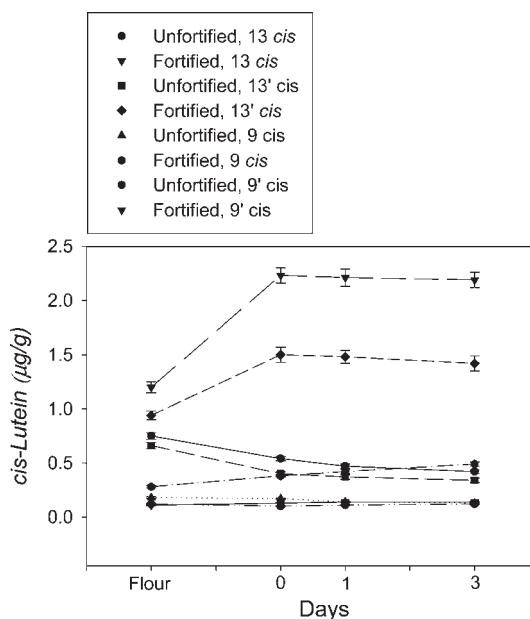 Unfortified, 13 cis
Fortified, 13 cis
Unfortified, 13' cis
Fortified, 13' cis
Unfortified, 9 cis
Fortified, 9 cis
Unfortified, 9' cis
Fortified, 9' cis
2.5
2.0
1.5
1.0
0.5
0.0
cis-Lutein (µg/g)
Flour 0 1 3
Days